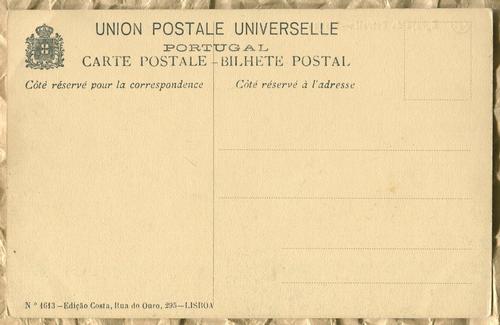 UNION POSTALE UNIVERSELLE
PORTUGAL
CARTE POSTALE - BILHETE POSTAL
Côté réservé pour la correspondence
Côté réservé à l'adresse
N° 1613 - Edição Costa, Rua do Ouro, 295 - LISBOA